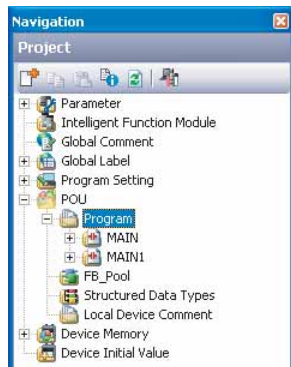 Navigation
Project
Parameter
Intelligent Function Module
Global Comment
Global Label
Program Setting
POU
Program
MAIN
MAIN1
FB_Pool
Structured Data Types
Local Device Comment
Device Memory
Device Initial Value